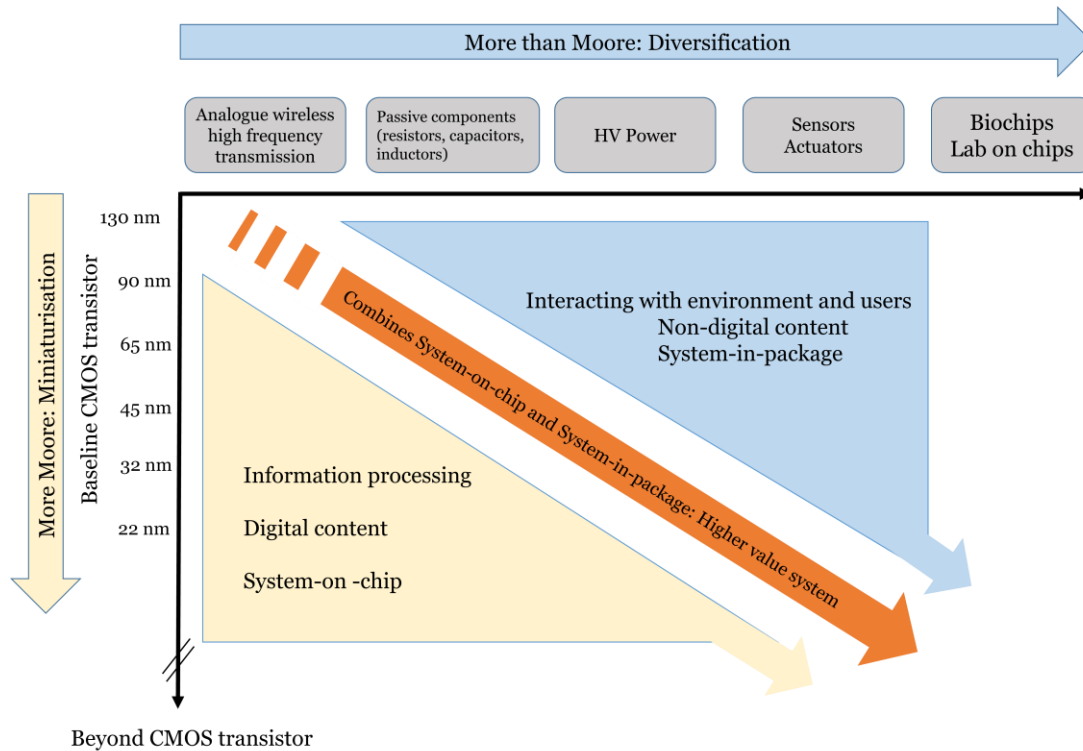 More than Moore: Diversification
Analogue wireless
high frequency
transmission
Passive components
(resistors, capacitors,
inductors)
HV Power
Sensors
Actuators
Biochips
Lab on chips
More Moore: Miniaturisation
Baseline CMOS transistor
130 nm
90 nm
65 nm
45 nm
32 nm
22 nm
Combines System-on-chip and System-in-package: Higher value system
Interacting with environment and users
Non-digital content
System-in-package
Information processing
Digital content
System-on -chip
Beyond CMOS transistor